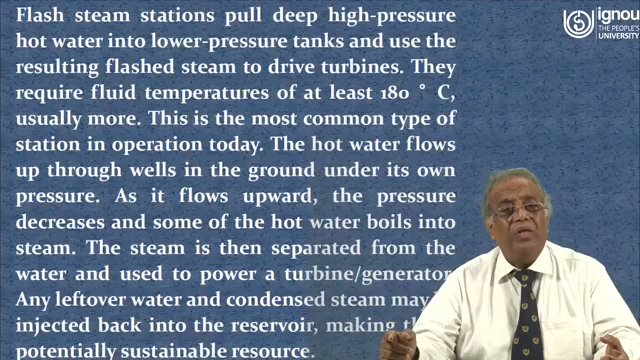 Flash steam stations pull deep high-pressure
hot water into lower-pressure tanks and use the
resulting flashed steam to drive turbines. They
require fluid temperatures of at least 180 ° C,
usually more. This is the most common type of
station in operation today. The hot water flows
up through wells in the ground under its own
pressure. As it flows upward, the pressure
decreases and some of the hot water boils into
steam. The steam is then separated from the
water and used to power a turbine/generator.
Any leftover water and condensed steam may
injected back into the reservoir, making
potentially sustainable resource.
ignou
THE PEOPLE'S
UNIVERSITY